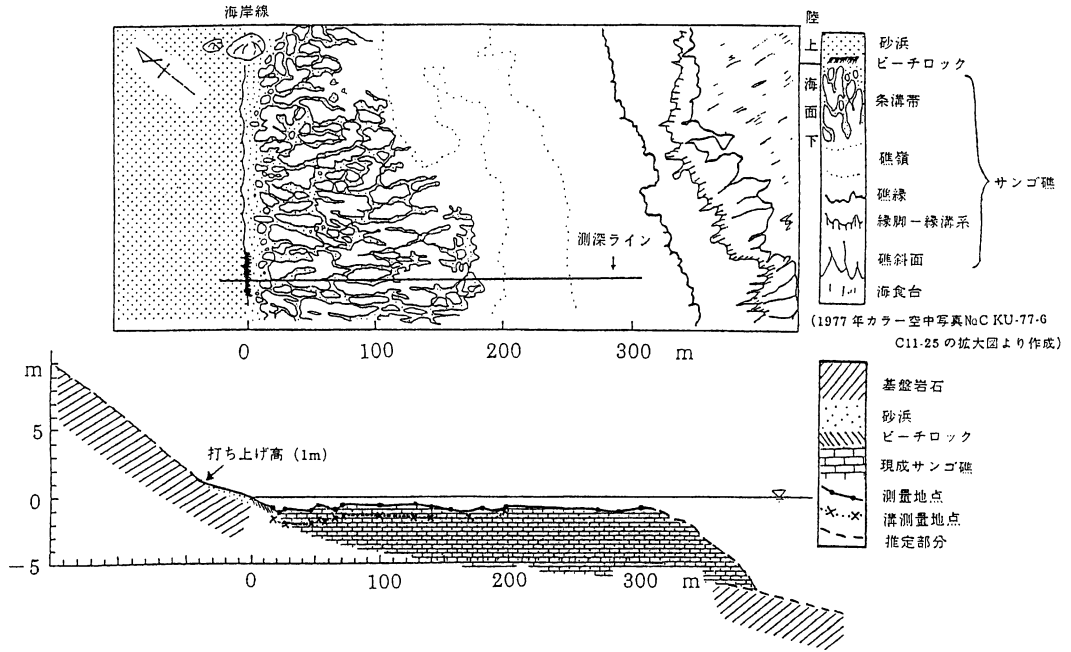 海岸線
陸上
海面下
砂浜
ビーチロック
条溝帯
礁嶺
礁縁
縁脚ー縁溝系
礁斜面
海食台
サンゴ礁
測深ライン
0 100 200 300 m
(1977年カラー空中写真№C KU-77-6
C11-25の拡大図より作成)
m
5
0
-5
打ち上げ高 (1m)
0 100 200 300 m
基盤岩石
砂浜
ビーチロック
現成サンゴ礁
測量地点
溝測量地点
推定部分